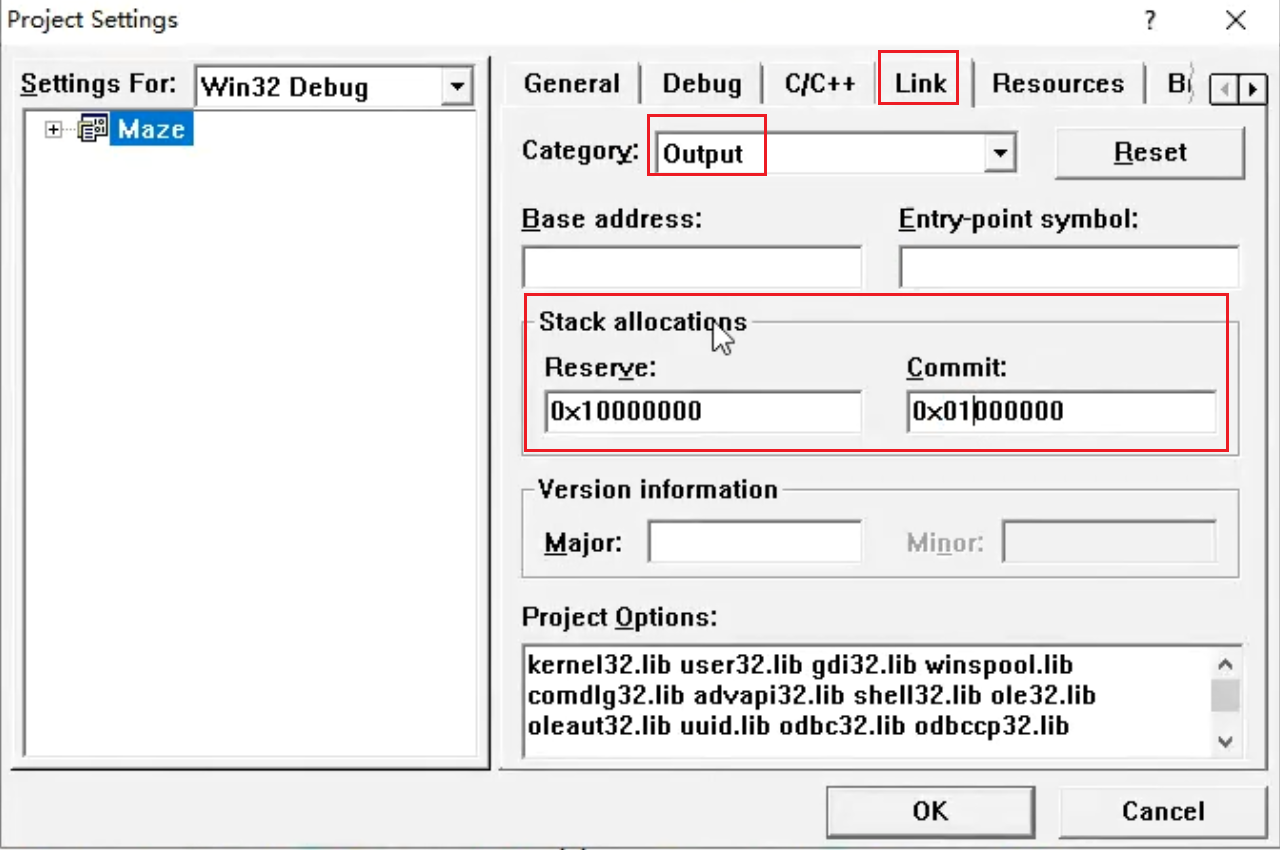 Project Settings
?
Settings For: Win32 Debug
Maze
General Debug C/C++ Link Resources
Category: Output Reset
Base address: Entry-point symbol:
Stack allocations
Reserve: Commit:
0x10000000 0x01000000
Version information
Major: Minor:
Project Options:
kernel32.lib user32.lib gdi32.lib winspool.lib
comdlg32.lib advapi32.lib shell32.lib ole32.lib
oleaut32.lib uuid.lib odbc32.lib odbccp32.lib
OK Cancel